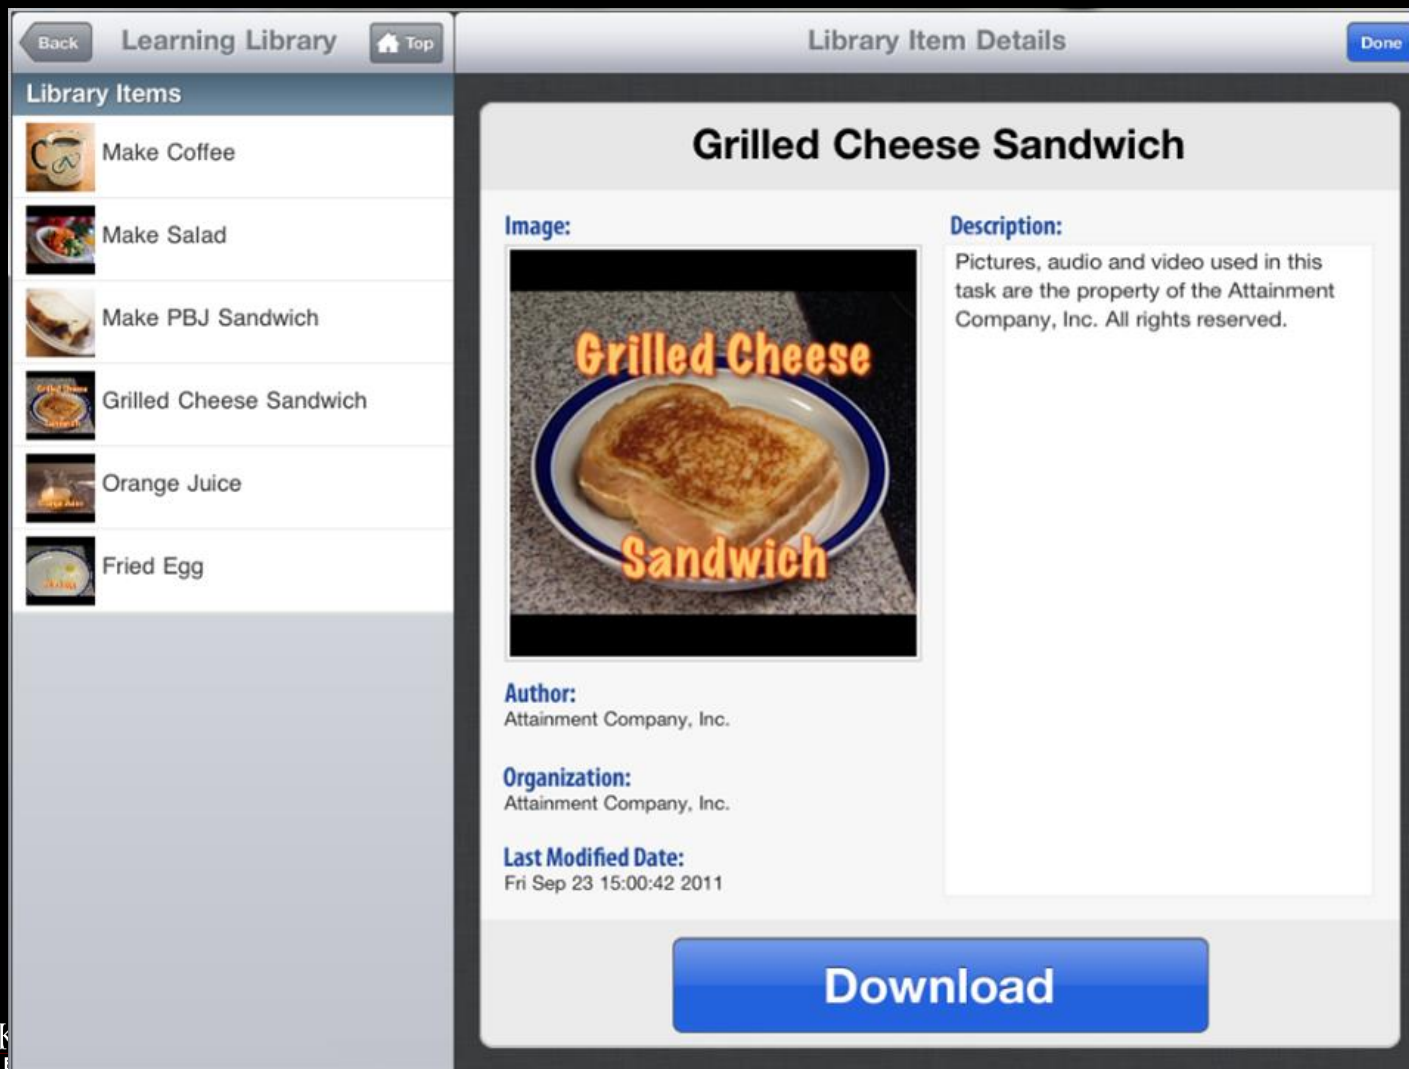 Back
Learning Library
Top
Library Items
Make Coffee
Make Salad
Make PBJ Sandwich
Grilled Cheese Sandwich
Orange Juice
Fried Egg
Library Item Details
Done
Grilled Cheese Sandwich
Image:
Grilled Cheese
Sandwich
Author:
Attainment Company, Inc.
Organization:
Attainment Company, Inc.
Last Modified Date:
Fri Sep 23 15:00:42 2011
Description:
Pictures, audio and video used in this
task are the property of the Attainment
Company, Inc. All rights reserved.
Download